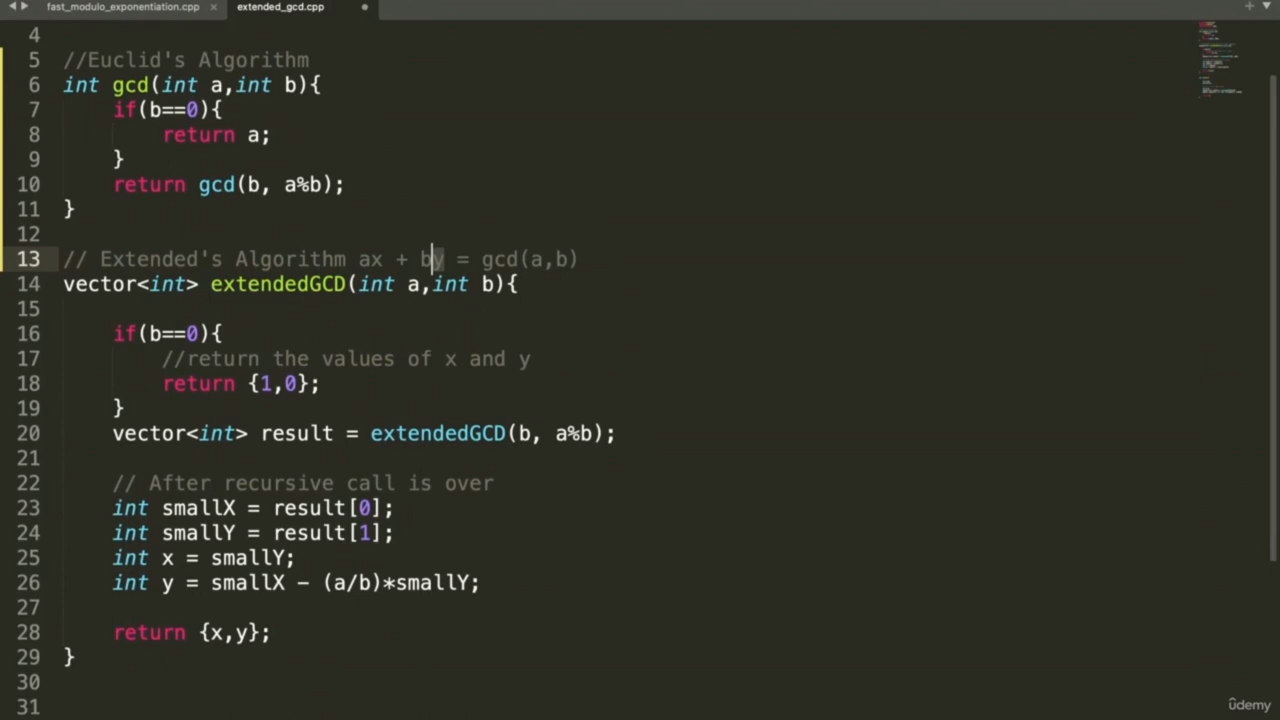 fast_modulo_exponentiation.cpp × extended_gcd.cpp
4
5 //Euclid's Algorithm
6 int gcd(int a,int b){
7 if(b==0){
8 return a;
9 }
10 return gcd(b, a%b);
11 }
12
13 // Extended's Algorithm ax + by = gcd(a,b)
14 vector<int> extendedGCD(int a,int b){
15
16 if(b==0){
17 //return the values of x and y
18 return {1,0};
19 }
20 vector<int> result = extendedGCD(b, a%b);
21
22 // After recursive call is over
23 int smallX = result[0];
24 int smallY = result[1];
25 int x = smallY;
26 int y = smallX - (a/b)*smallY;
27
28 return {x,y};
29 }
30
31
ûdemy